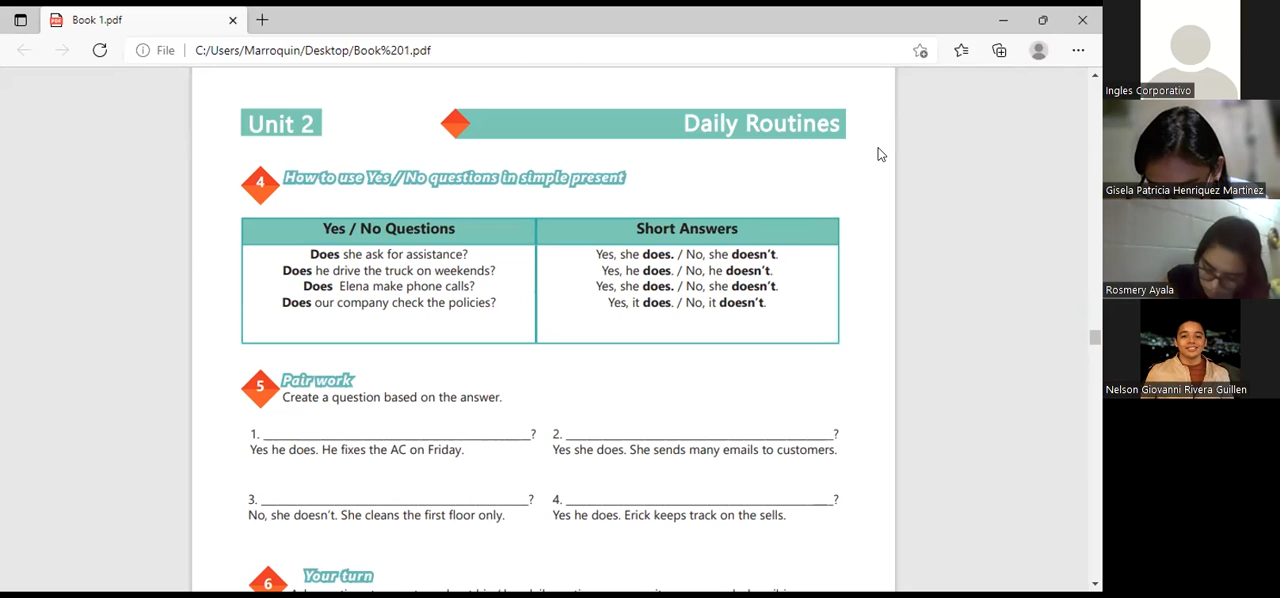 Book 1.pdf
File
C:/Users/Marroquin/Desktop/Book%201.pdf
Unit 2
Daily Routines
4 How to use Yes / No questions in simple present
Yes / No Questions
Short Answers
Does she ask for assistance?
Yes, she does. / No, she doesn't.
Does he drive the truck on weekends?
Yes, he does. / No, he doesn't.
Does Elena make phone calls?
Yes, she does. / No, she doesn't.
Does our company check the policies?
Yes, it does. / No, it doesn't.
5 Pair work
Create a question based on the answer.
1. ______________________________________?
2. ______________________________________?
Yes he does. He fixes the AC on Friday.
Yes she does. She sends many emails to customers.
3. ______________________________________?
4. ______________________________________?
No, she doesn't. She cleans the first floor only.
Yes he does. Erick keeps track on the sells.
6 Your turn
Ingles Corporativo
Gisela Patricia Henriquez Martinez
Rosmery Ayala
Nelson Giovanni Rivera Guillen